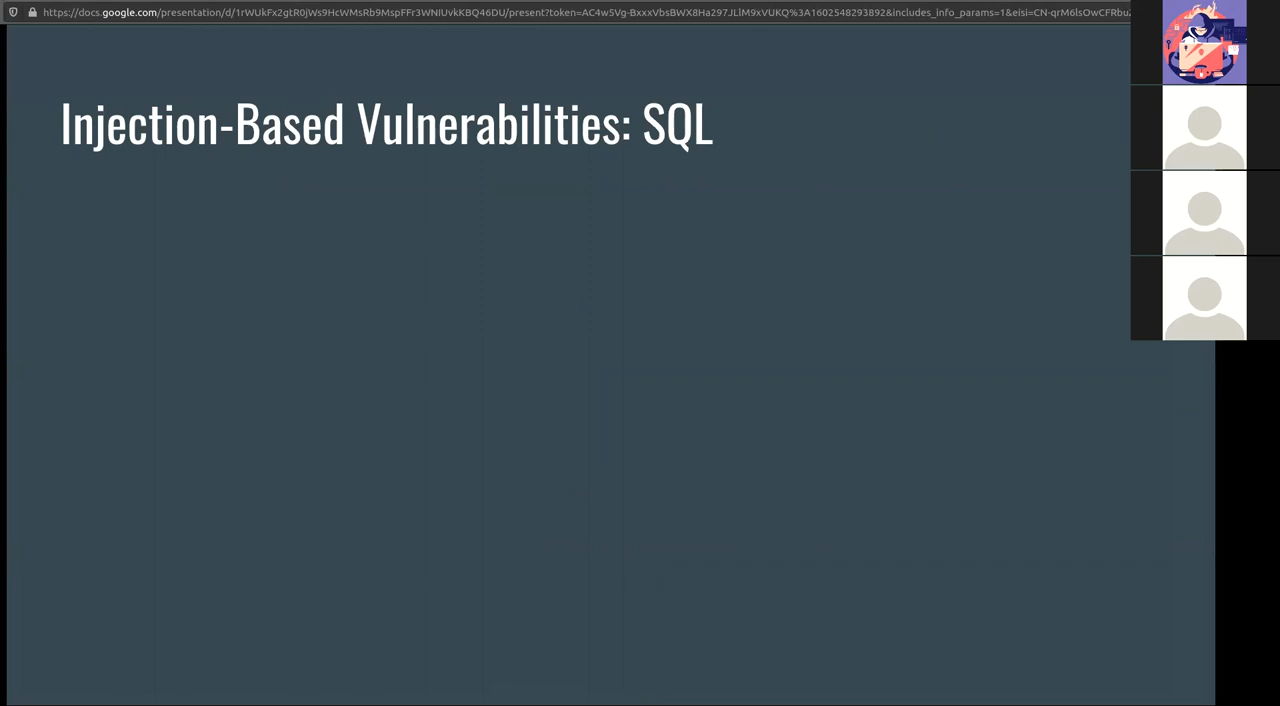 https://docs.google.com/presentation/d/1rWUkFx2gtR0jWs9HcWMsRb9MspFFr3WNIUvkKBQ46DU/present?token=AC4w5Vg-BxxxVbsBWX8Ha297JLlM9xVUKQ%3A1602548293892&includes_info_params=1&eisi=CN-qrM6lsOwCFRbu
Injection-Based Vulnerabilities: SQL